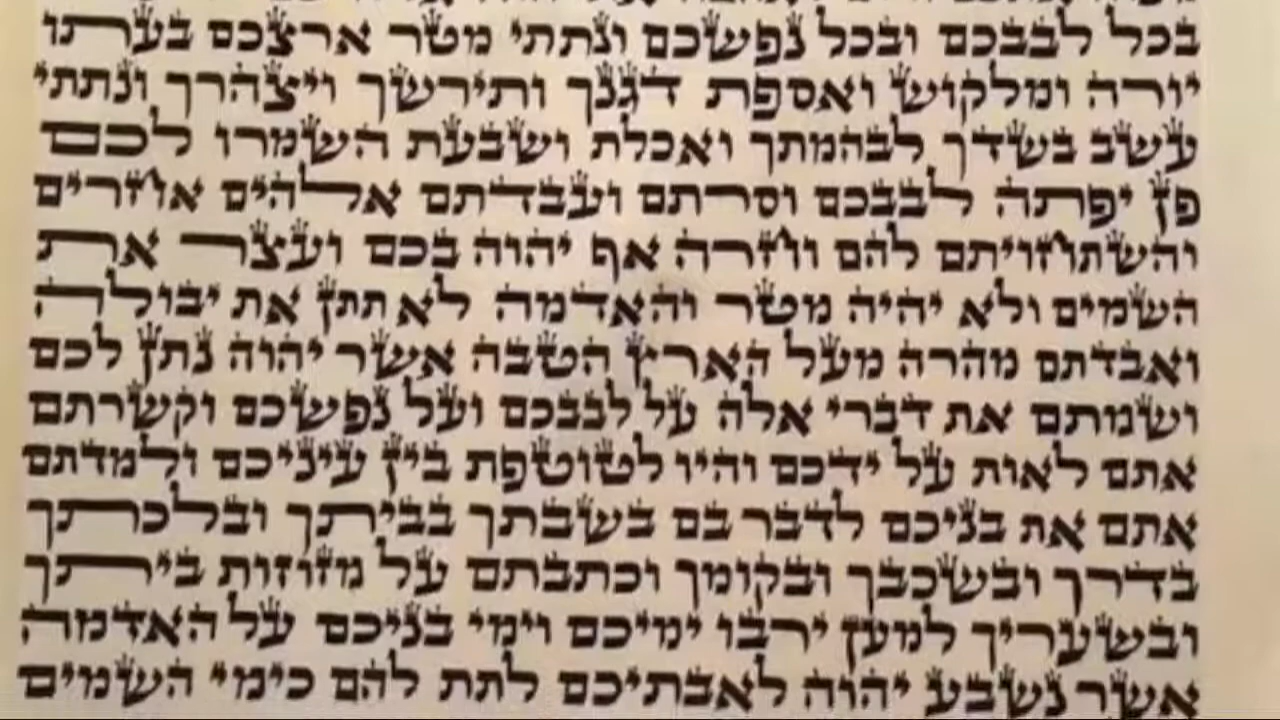 בכל לבבכם ובכל נפשכם ונתתי מטר ארצכם בעתו
יורה ומלקוש ואספת דגנך ותירשך ויצהרך ונתתי
עשב בשדך לבהמתך ואכלת ושבעת השמרו לכם
פן יפתה לבבכם וסרתם ועבדתם אלהים אחרים
והשתחויתם להם וחרה אף יהוה בכם ועצר את
השמים ולא יהיה מטר והאדמה לא תתן את יבולה
ואבדתם מהרה מעל הארץ הטבה אשר יהוה נתן לכם
ושמתם את דברי אלה על לבבכם ועל נפשכם וקשרתם
אתם לאות על ידכם והיו לטוטפת בין עיניכם ולמדתם
אתם את בניכם לדבר בם בשבתך בביתך ובלכתך
בדרך ובשכבך ובקומך וכתבתם על מזוזות ביתך
ובשעריך למען ירבו ימיכם וימי בניכם על האדמה
אשר נשבע יהוה לאבתיכם לתת להם כימי השמים